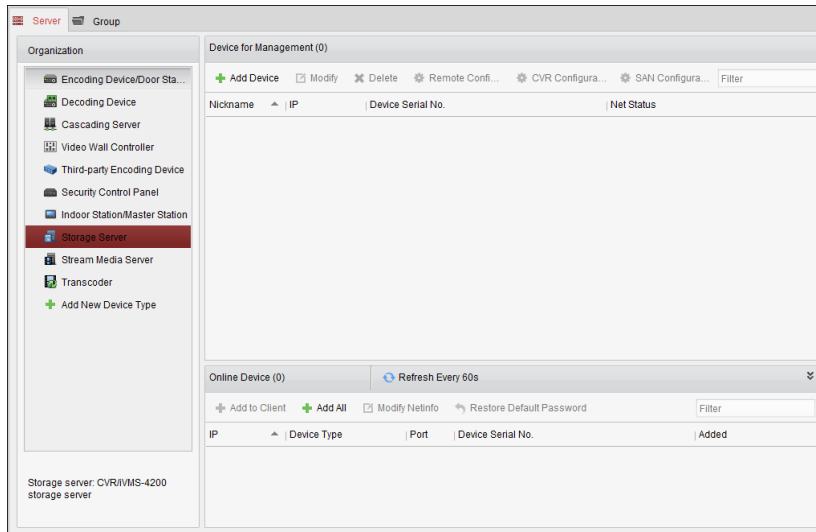 Server Group
Organization
Encoding Device/Door Sta...
Decoding Device
Cascading Server
Video Wall Controller
Third-party Encoding Device
Security Control Panel
Indoor Station/Master Station
Storage Server
Stream Media Server
Transcoder
Add New Device Type
Storage server: CVR/iVMS-4200
storage server
Device for Management (0)
Add Device Modify Delete Remote Confi... CVR Configura... SAN Configura... Filter
Nickname IP Device Serial No. Net Status
Online Device (0) Refresh Every 60s
Add to Client Add All Modify Netinfo Restore Default Password Filter
IP Device Type Port Device Serial No. Added